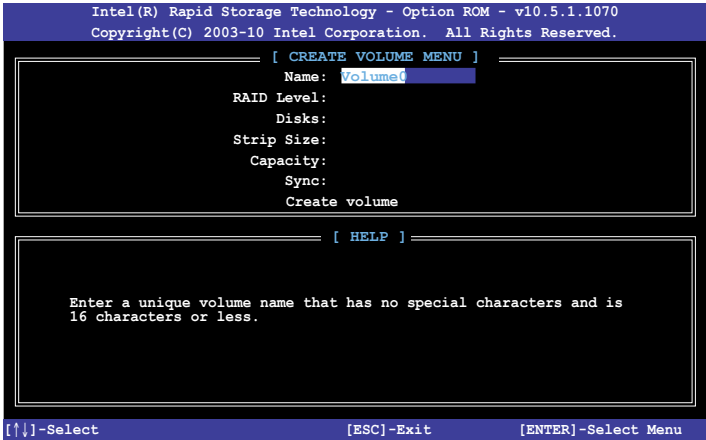 Intel(R) Rapid Storage Technology - Option ROM - v10.5.1.1070
Copyright(C) 2003-10 Intel Corporation. All Rights Reserved.
[ CREATE VOLUME MENU ]
Name: Volume0
RAID Level:
Disks:
Strip Size:
Capacity:
Sync:
Create volume
[ HELP ]
Enter a unique volume name that has no special characters and is
16 characters or less.
[↑↓]-Select [ESC]-Exit [ENTER]-Select Menu